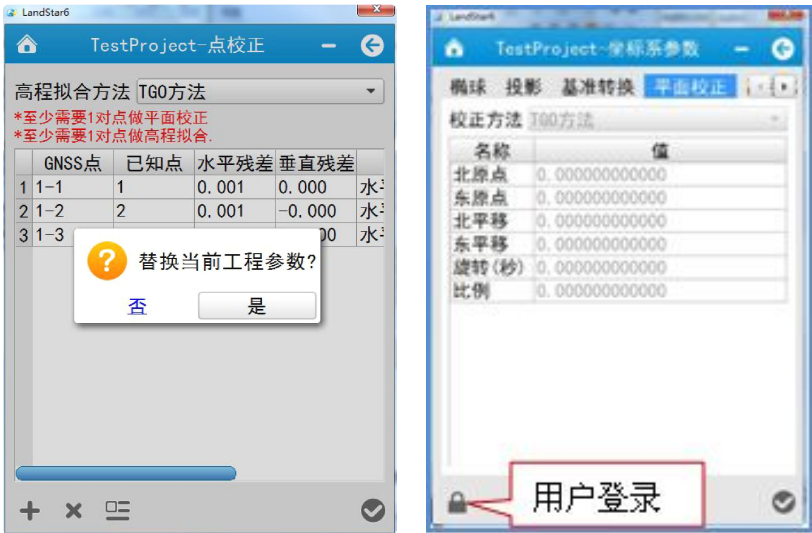 LandStar6
TestProject-点校正
高程拟合方法 TGO方法
*至少需要1对点做平面校正
*至少需要1对点做高程拟合.
GNSS点 已知点 水平残差 垂直残差
1 1-1 1 0.001 0.000 水平
2 1-2 2 0.001 -0.000 水
3 1-3 00 水
替换当前工程参数?
否 是
LandStar6
TestProject-坐标系参数
椭球 投影 基准转换 平面校正
校正方法 TGO方法
名称 值
北原点 0.000000000000
东原点 0.000000000000
北平移 0.000000000000
东平移 0.000000000000
旋转(秒) 0.000000000000
比例 0.000000000000
用户登录